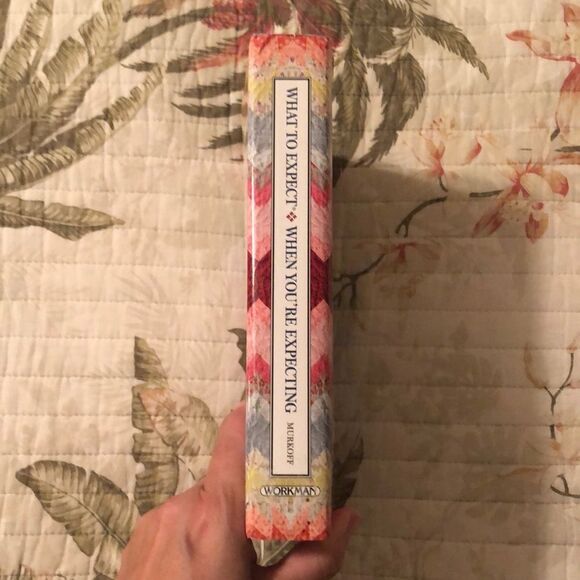 WHAT TO EXPECT® ❖ WHEN YOU'RE EXPECTING
MURKOFF
WORKMAN®